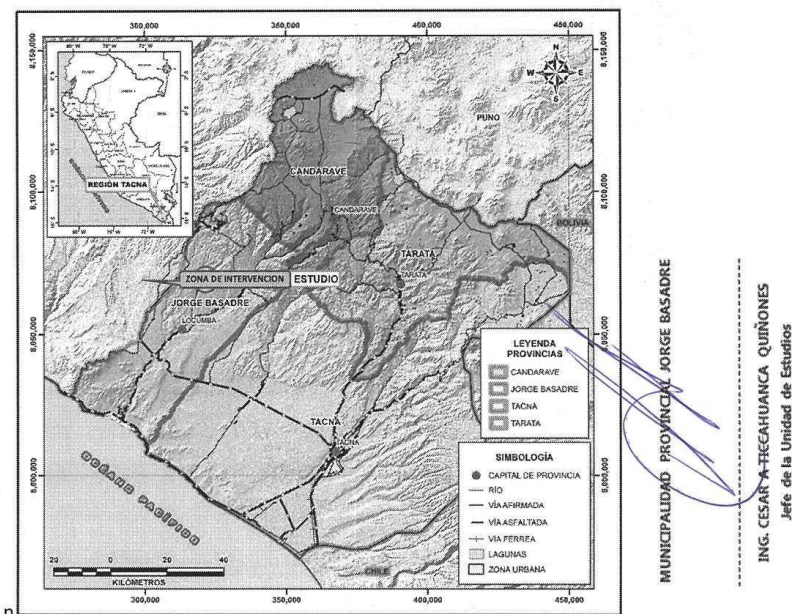 300,000 350,000 400,000 450,000
8,150,000
8,100,000
8,050,000
8,000,000
REGIÓN TACNA
N
W E
S
PUNO
BOLIVIA
CANDARAVE
CANDARAVE
TARATA
TARATA
ZONA DE INTERVENCION ESTUDIO
JORGE BASADRE
LOCUMBA
TACNA
TACNA
OCÉANO PACÍFICO
CHILE
LEYENDA
PROVINCIAS
CANDARAVE
JORGE BASADRE
TACNA
TARATA
SIMBOLOGÍA
CAPITAL DE PROVINCIA
RÍO
VÍA AFIRMADA
VÍA ASFALTADA
VÍA FERREA
LAGUNAS
ZONA URBANA
20 0 20 40
KILÓMETROS
8,150,000
8,100,000
8,050,000
8,000,000
300,000 350,000 400,000 450,000
MUNICIPALIDAD PROVINCIAL JORGE BASADRE
ING. CESAR A TICCAHUANCA QUIÑONES
Jefe de la Unidad de Estudios
n